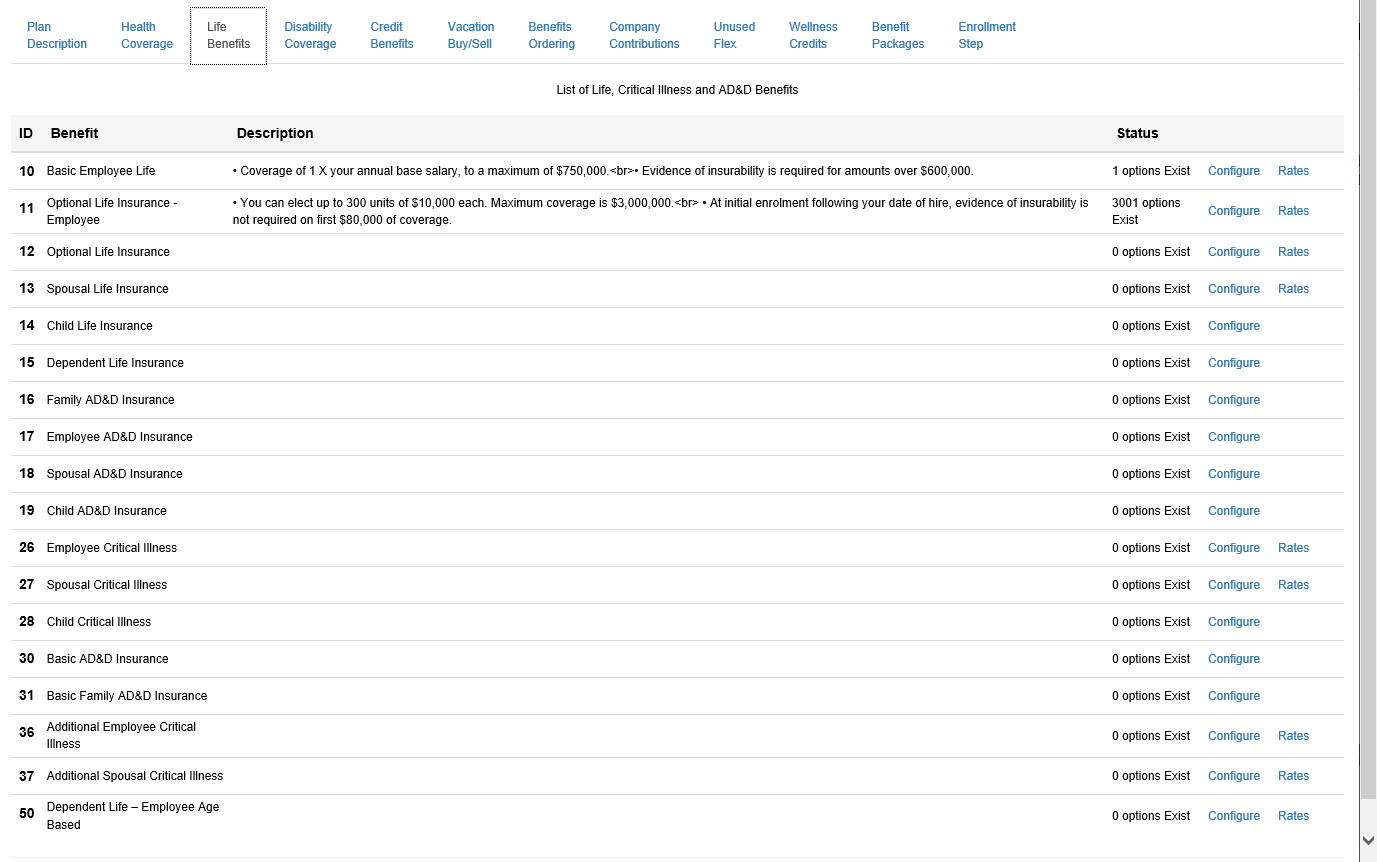 Plan Description
Health Coverage
Life Benefits
Disability Coverage
Credit Benefits
Vacation Buy/Sell
Benefits Ordering
Company Contributions
Unused Flex
Wellness Credits
Benefit Packages
Enrollment Step
List of Life, Critical Illness and AD&D Benefits
ID Benefit Description Status
10 Basic Employee Life • Coverage of 1 X your annual base salary, to a maximum of $750,000.<br>• Evidence of insurability is required for amounts over $600,000. 1 options Exist Configure Rates
11 Optional Life Insurance - Employee • You can elect up to 300 units of $10,000 each. Maximum coverage is $3,000,000.<br> • At initial enrolment following your date of hire, evidence of insurability is not required on first $80,000 of coverage. 3001 options Exist Configure Rates
12 Optional Life Insurance 0 options Exist Configure Rates
13 Spousal Life Insurance 0 options Exist Configure Rates
14 Child Life Insurance 0 options Exist Configure
15 Dependent Life Insurance 0 options Exist Configure
16 Family AD&D Insurance 0 options Exist Configure
17 Employee AD&D Insurance 0 options Exist Configure
18 Spousal AD&D Insurance 0 options Exist Configure
19 Child AD&D Insurance 0 options Exist Configure
26 Employee Critical Illness 0 options Exist Configure Rates
27 Spousal Critical Illness 0 options Exist Configure Rates
28 Child Critical Illness 0 options Exist Configure
30 Basic AD&D Insurance 0 options Exist Configure
31 Basic Family AD&D Insurance 0 options Exist Configure
36 Additional Employee Critical Illness 0 options Exist Configure Rates
37 Additional Spousal Critical Illness 0 options Exist Configure Rates
50 Dependent Life – Employee Age Based 0 options Exist Configure Rates